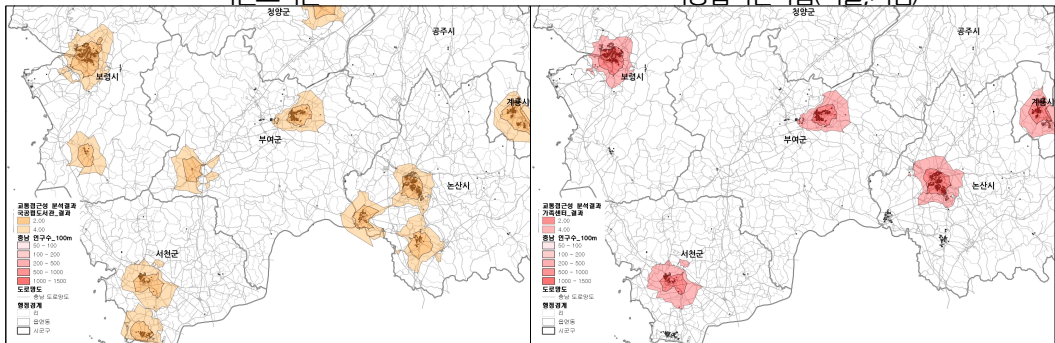 청양군
공주시
보령시
계룡시
부여군
논산시
서천군
교통접근성 분석결과
국공립도서관_결과
2.00
4.00
충남 인구수_100m
50 - 100
100 - 200
200 - 500
500 - 1000
1000 - 1500
도로망도
충남 도로망도
행정경계
리
읍면동
시군구
청양군
공주시
보령시
계룡시
부여군
논산시
서천군
교통접근성 분석결과
가족센터_결과
2.00
4.00
충남 인구수_100m
50 - 100
100 - 200
200 - 500
500 - 1000
1000 - 1500
도로망도
충남 도로망도
행정경계
리
읍면동
시군구